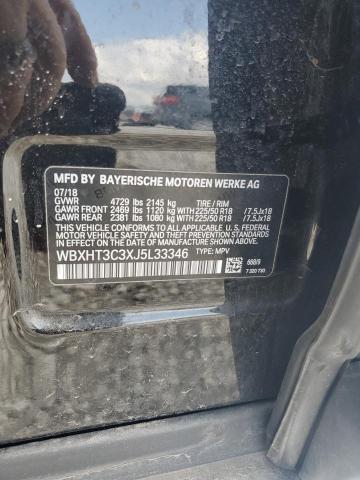 MFD BY BAYERISCHE MOTOREN WERKE AG
07/18
GVWR 4729 lbs 2145 kg TIRE / RIM
GAWR FRONT 2469 lbs 1120 kg WITH 225/50 R18 /7.5Jx18
GAWR REAR 2381 lbs 1080 kg WITH 225/50 R18 /7.5Jx18
THIS VEHICLE CONFORMS TO ALL APPLICABLE FEDERAL
MOTOR VEHICLE SAFETY, BUMPER, AND THEFT PREVENTION
STANDARDS IN EFFECT ON THE DATE OF MANUFACTURE SHOWN ABOVE.
WBXHT3C3XJ5L33346 TYPE: MPV
668/9